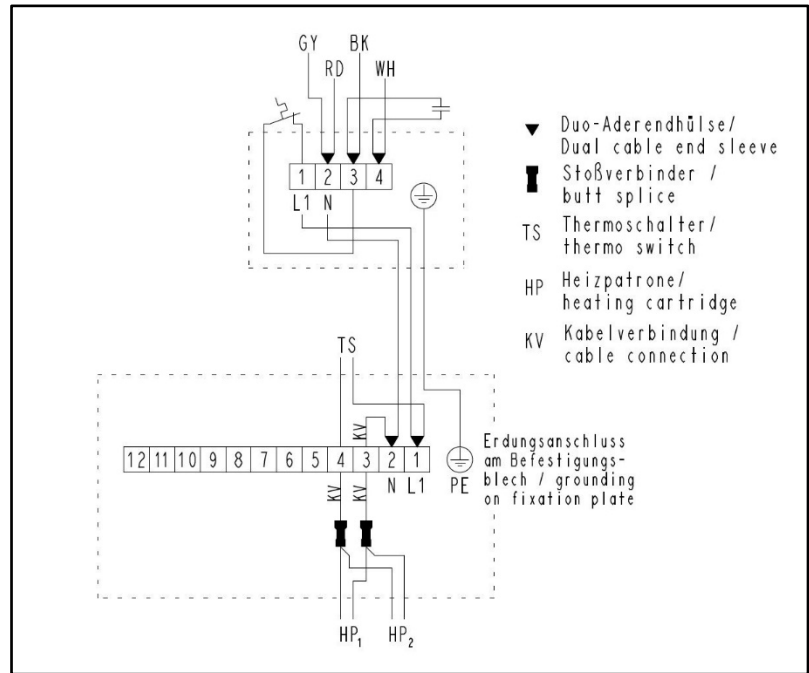 GY BK
RD WH
1 2 3 4
L1 N
Duo-Aderendhülse/
Dual cable end sleeve
Stoßverbinder /
butt splice
TS Thermoschalter/
thermo switch
HP Heizpatrone/
heating cartridge
KV Kabelverbindung /
cable connection
TS
KV
12 11 10 9 8 7 6 5 4 3 2 1
N L1 PE
KV KV
Erdungsanschluss
am Befestigungs-
blech / grounding
on fixation plate
HP1 HP2